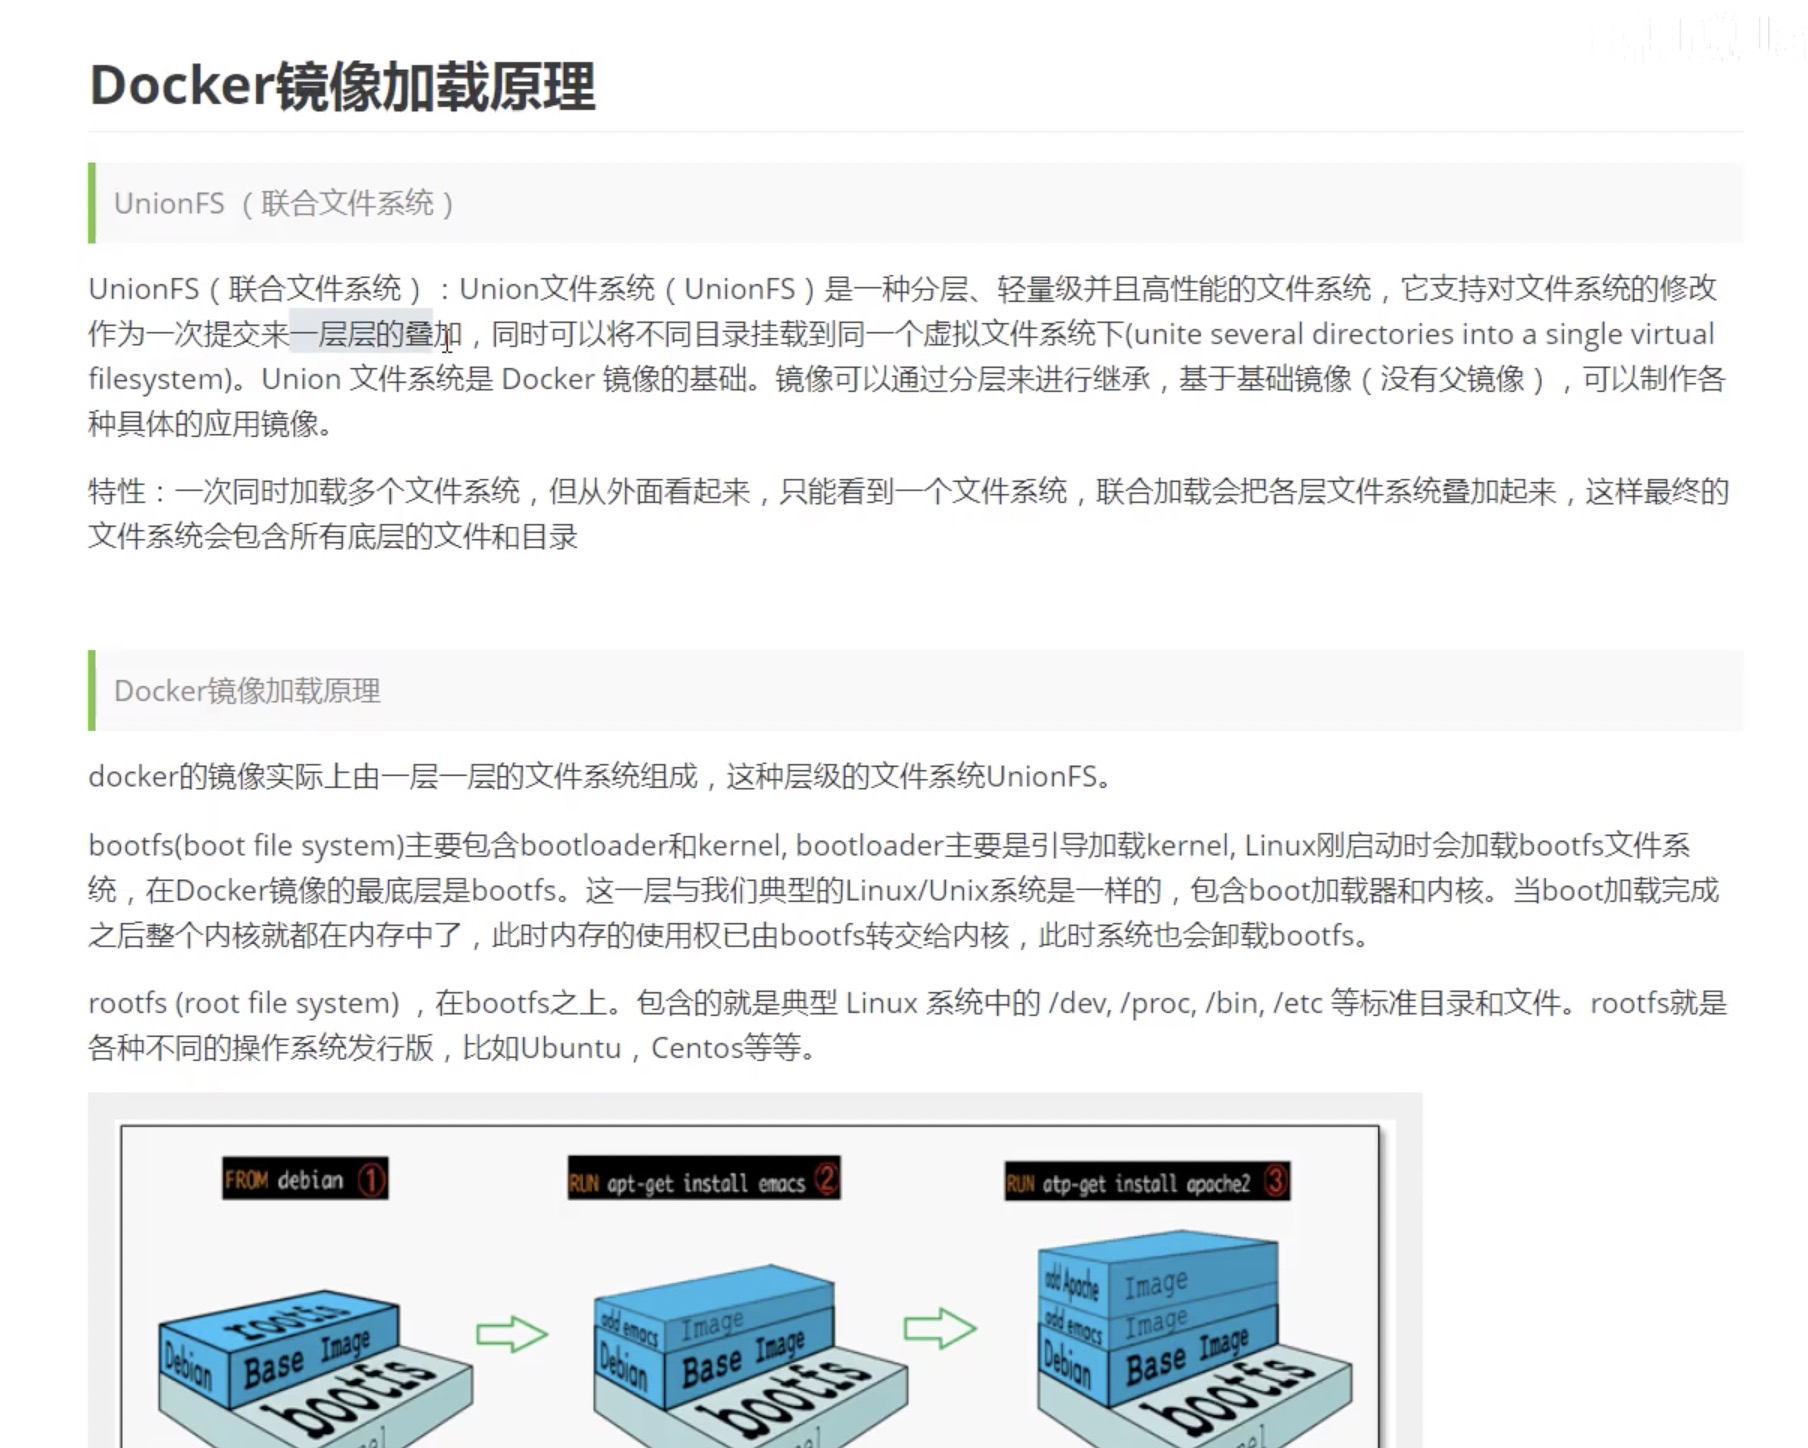 Docker镜像加载原理
UnionFS （联合文件系统）
UnionFS（联合文件系统）：Union文件系统（UnionFS）是一种分层、轻量级并且高性能的文件系统，它支持对文件系统的修改
作为一次提交来一层层的叠加，同时可以将不同目录挂载到同一个虚拟文件系统下(unite several directories into a single virtual
filesystem)。Union 文件系统是 Docker 镜像的基础。镜像可以通过分层来进行继承，基于基础镜像（没有父镜像），可以制作各
种具体的应用镜像。
特性：一次同时加载多个文件系统，但从外面看起来，只能看到一个文件系统，联合加载会把各层文件系统叠加起来，这样最终的
文件系统会包含所有底层的文件和目录
Docker镜像加载原理
docker的镜像实际上由一层一层的文件系统组成，这种层级的文件系统UnionFS。
bootfs(boot file system)主要包含bootloader和kernel, bootloader主要是引导加载kernel, Linux刚启动时会加载bootfs文件系
统，在Docker镜像的最底层是bootfs。这一层与我们典型的Linux/Unix系统是一样的，包含boot加载器和内核。当boot加载完成
之后整个内核就都在内存中了，此时内存的使用权已由bootfs转交给内核，此时系统也会卸载bootfs。
rootfs (root file system) ，在bootfs之上。包含的就是典型 Linux 系统中的 /dev, /proc, /bin, /etc 等标准目录和文件。rootfs就是
各种不同的操作系统发行版，比如Ubuntu，Centos等等。
FROM debian ①
RUN apt-get install emacs ②
RUN atp-get install apache2 ③
rootfs
Debian Base Image
bootfs
add emacs Image
Debian Base Image
bootfs
add Apache Image
add emacs Image
Debian Base Image
bootfs